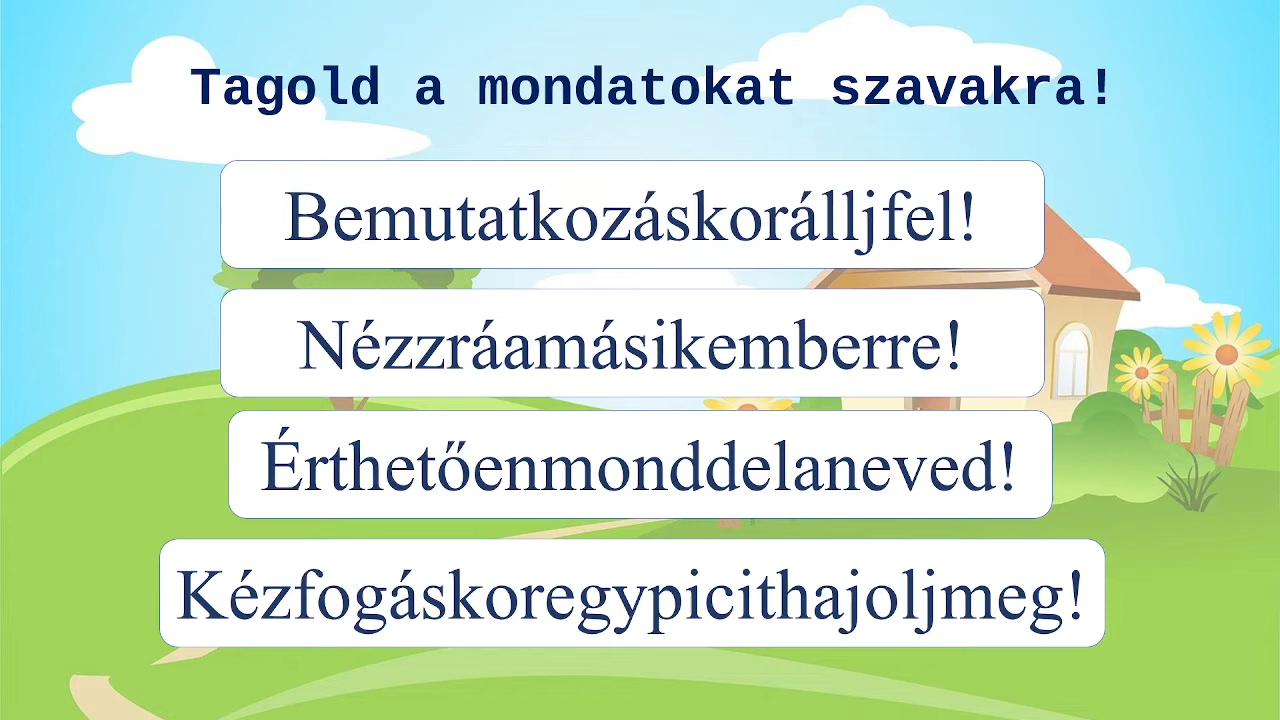 Tagold a mondatokat szavakra!
Bemutatkozáskorálljfel!
Nézzráamásikemberre!
Érthetőenmonddelaneved!
Kézfogáskoregypicithajoljmeg!